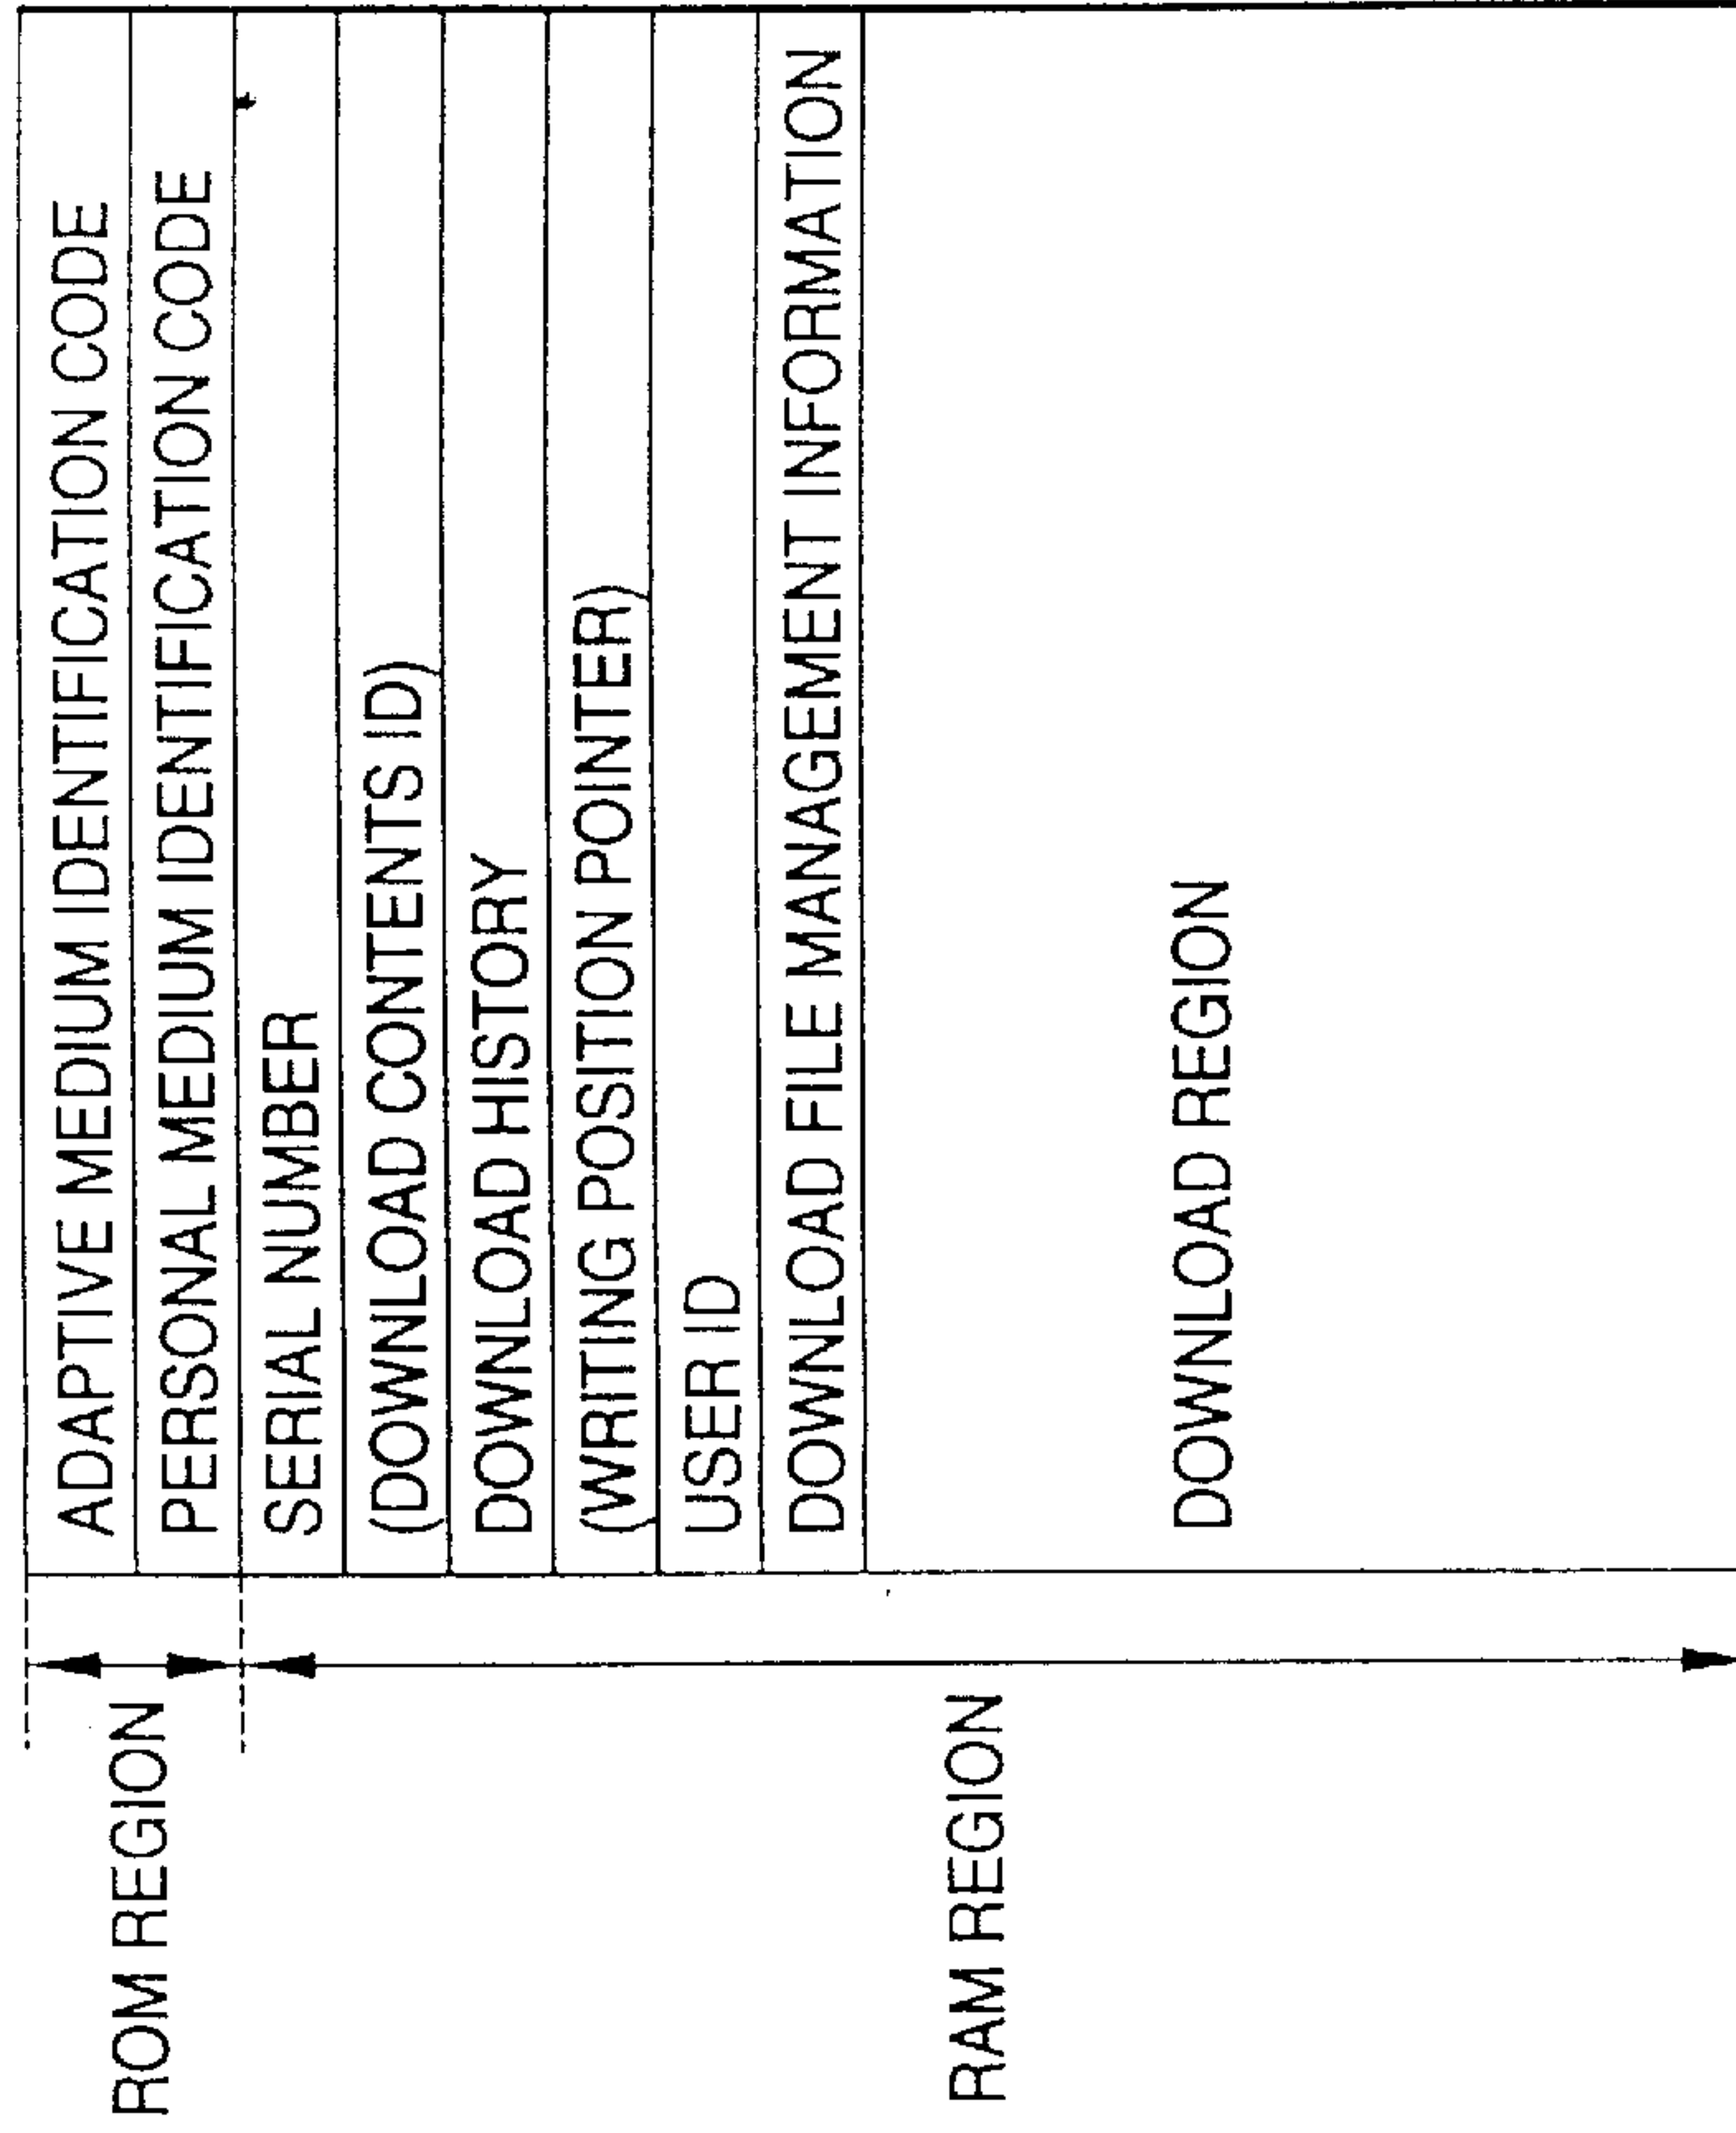 ROM REGION
ADAPTIVE MEDIUM IDENTIFICATION CODE
PERSONAL MEDIUM IDENTIFICATION CODE
RAM REGION
SERIAL NUMBER
(DOWNLOAD CONTENTS ID)
DOWNLOAD HISTORY
(WRITING POSITION POINTER)
USER ID
DOWNLOAD FILE MANAGEMENT INFORMATION
DOWNLOAD REGION